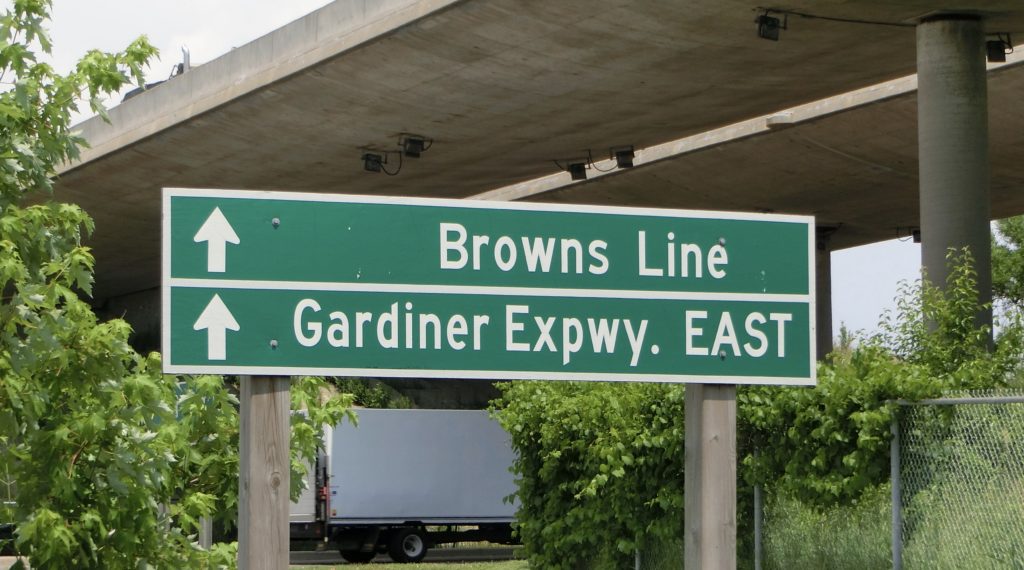 Browns Line
Gardiner Expwy. EAST